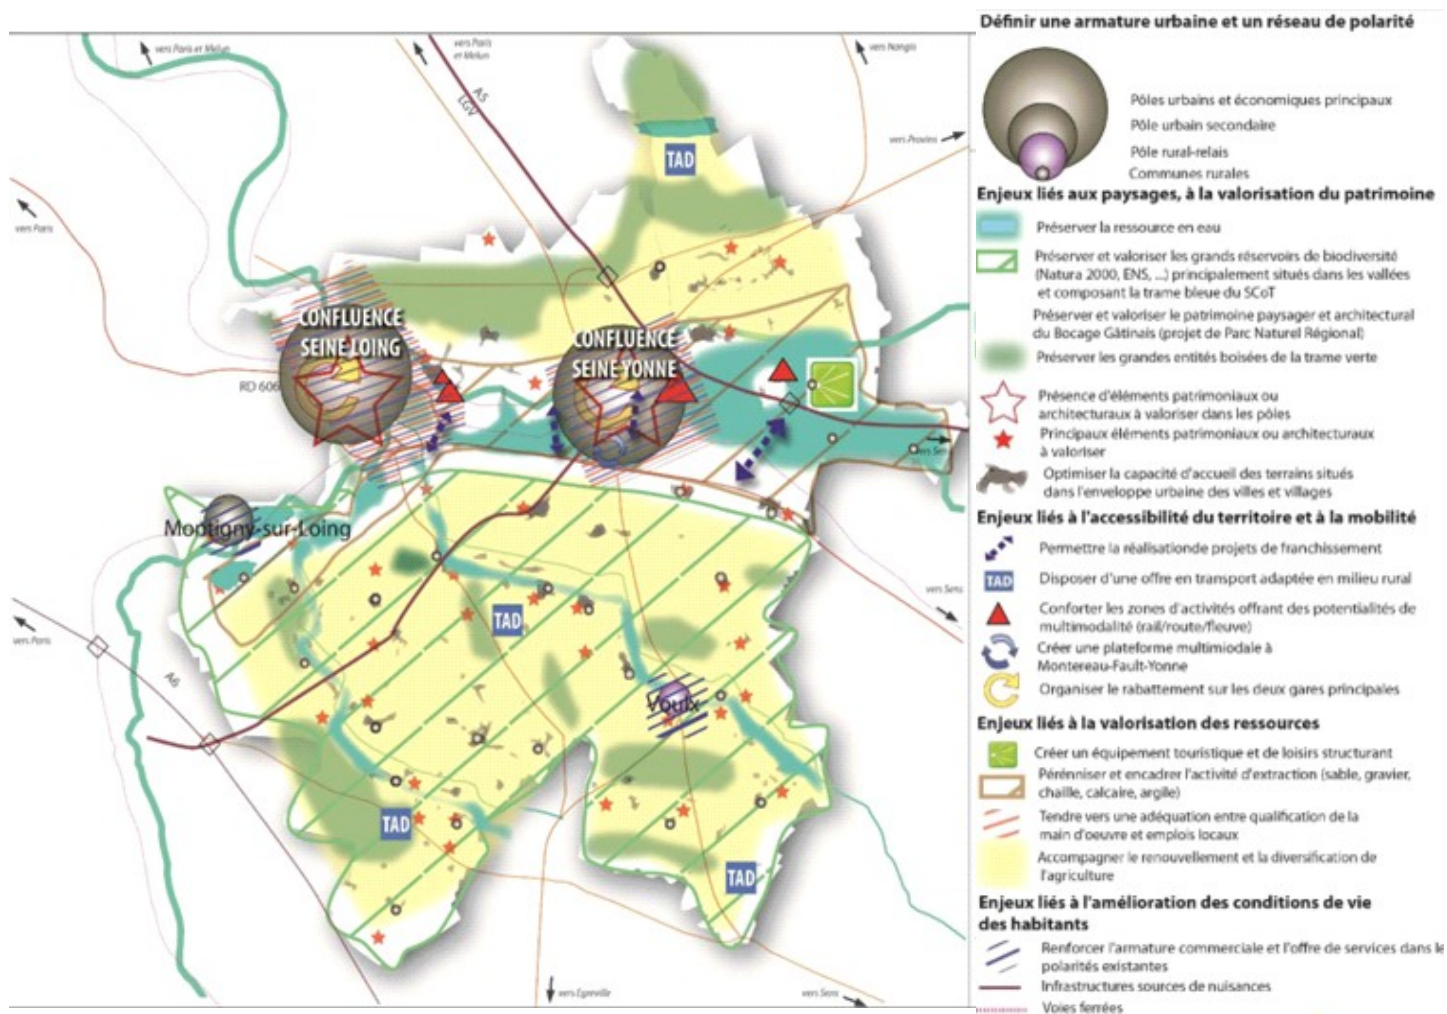 vers Paris et Melun
vers Paris
et Melun
vers Nangis
A5
LGV
vers Provins
TAD
vers Paris
CONFLUENCE
SEINE LOING
CONFLUENCE
SEINE YONNE
RD 606
vers Sens
Montigny-sur-Loing
vers Sens
vers Paris
TAD
A6
Voulx
TAD
TAD
vers Egreville
vers Sens
Définir une armature urbaine et un réseau de polarité
Pôles urbains et économiques principaux
Pôle urbain secondaire
Pôle rural-relais
Communes rurales
Enjeux liés aux paysages, à la valorisation du patrimoine
Préserver la ressource en eau
Préserver et valoriser les grands réservoirs de biodiversité
(Natura 2000, ENS, ...) principalement situés dans les vallées
et composant la trame bleue du SCoT
Préserver et valoriser le patrimoine paysager et architectural
du Bocage Gâtinais (projet de Parc Naturel Régional)
Préserver les grandes entités boisées de la trame verte
Présence d'éléments patrimoniaux ou
architecturaux à valoriser dans les pôles
Principaux éléments patrimoniaux ou architecturaux
à valoriser
Optimiser la capacité d'accueil des terrains situés
dans l'enveloppe urbaine des villes et villages
Enjeux liés à l'accessibilité du territoire et à la mobilité
Permettre la réalisationde projets de franchissement
TAD Disposer d'une offre en transport adaptée en milieu rural
Conforter les zones d'activités offrant des potentialités de
multimodalité (rail/route/fleuve)
Créer une plateforme multimiodale à
Montereau-Fault-Yonne
Organiser le rabattement sur les deux gares principales
Enjeux liés à la valorisation des ressources
Créer un équipement touristique et de loisirs structurant
Pérénniser et encadrer l'activité d'extraction (sable, gravier,
chaille, calcaire, argile)
Tendre vers une adéquation entre qualification de la
main d'oeuvre et emplois locaux
Accompagner le renouvellement et la diversification de
l'agriculture
Enjeux liés à l'amélioration des conditions de vie
des habitants
Renforcer l'armature commerciale et l'offre de services dans le
polarités existantes
Infrastructures sources de nuisances
Voies ferrées